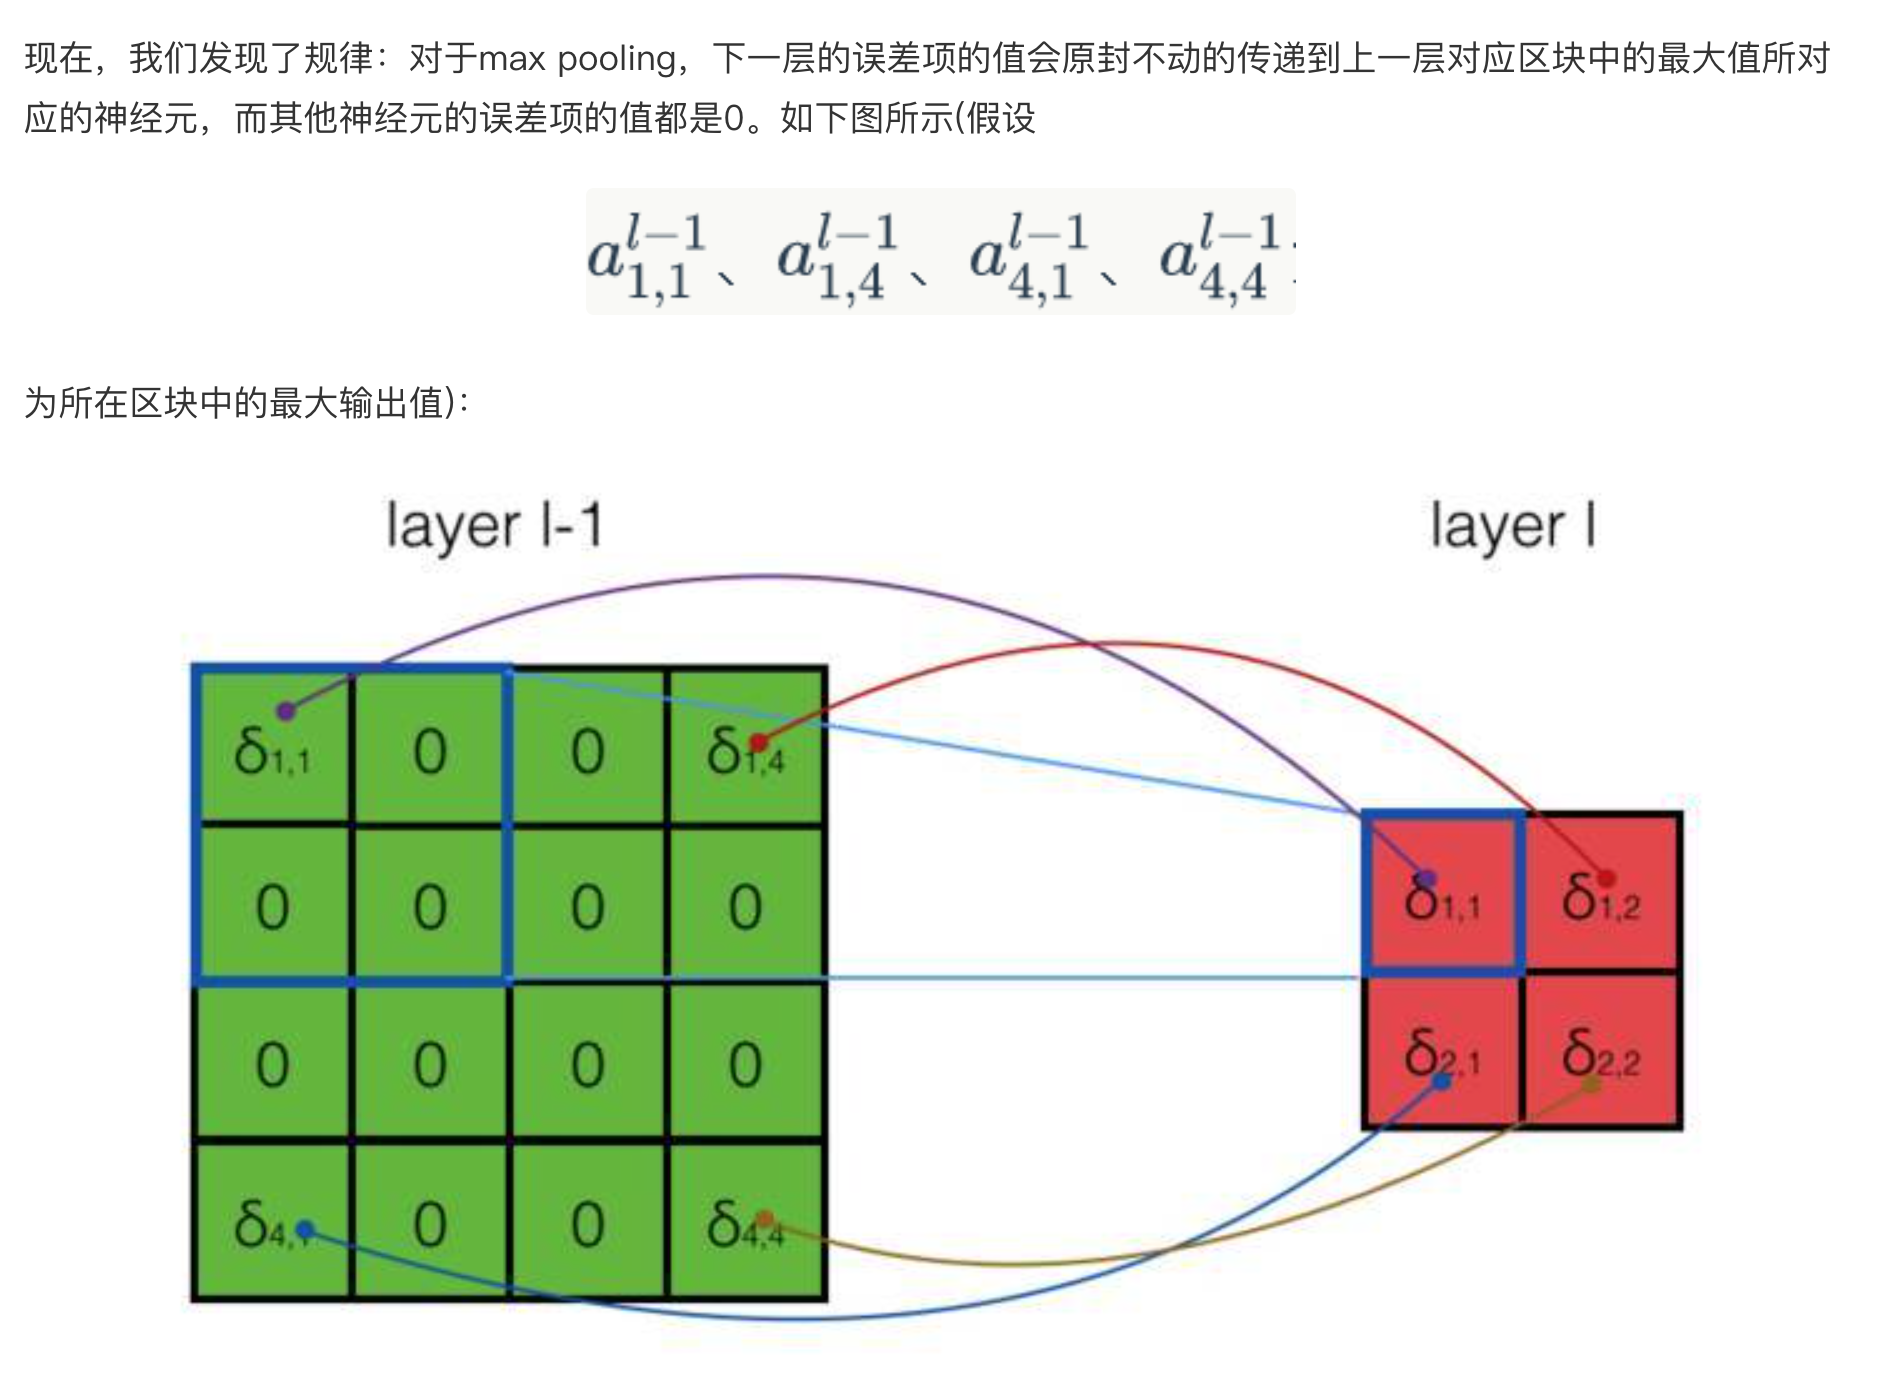 现在，我们发现了规律：对于max pooling，下一层的误差项的值会原封不动的传递到上一层对应区块中的最大值所对
应的神经元，而其他神经元的误差项的值都是0。如下图所示(假设
a^{l-1}_{1,1}、a^{l-1}_{1,4}、a^{l-1}_{4,1}、a^{l-1}_{4,4}
为所在区块中的最大输出值)：
layer l-1
layer l
δ1,1 0 0 δ1,4
0 0 0 0
δ1,1 δ1,2
0 0 0 0
δ2,1 δ2,2
δ4,1 0 0 δ4,4